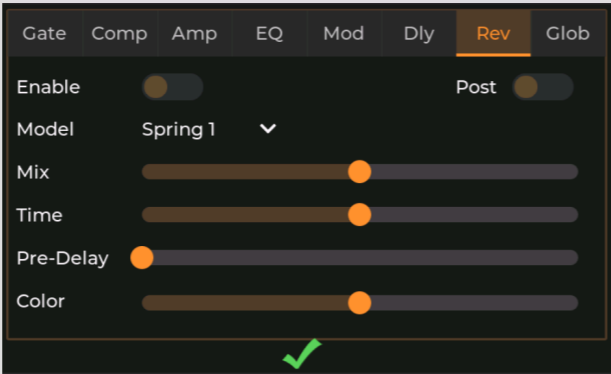 Gate Comp Amp EQ Mod Dly Rev Glob
Enable Post
Model Spring 1
Mix
Time
Pre-Delay
Color